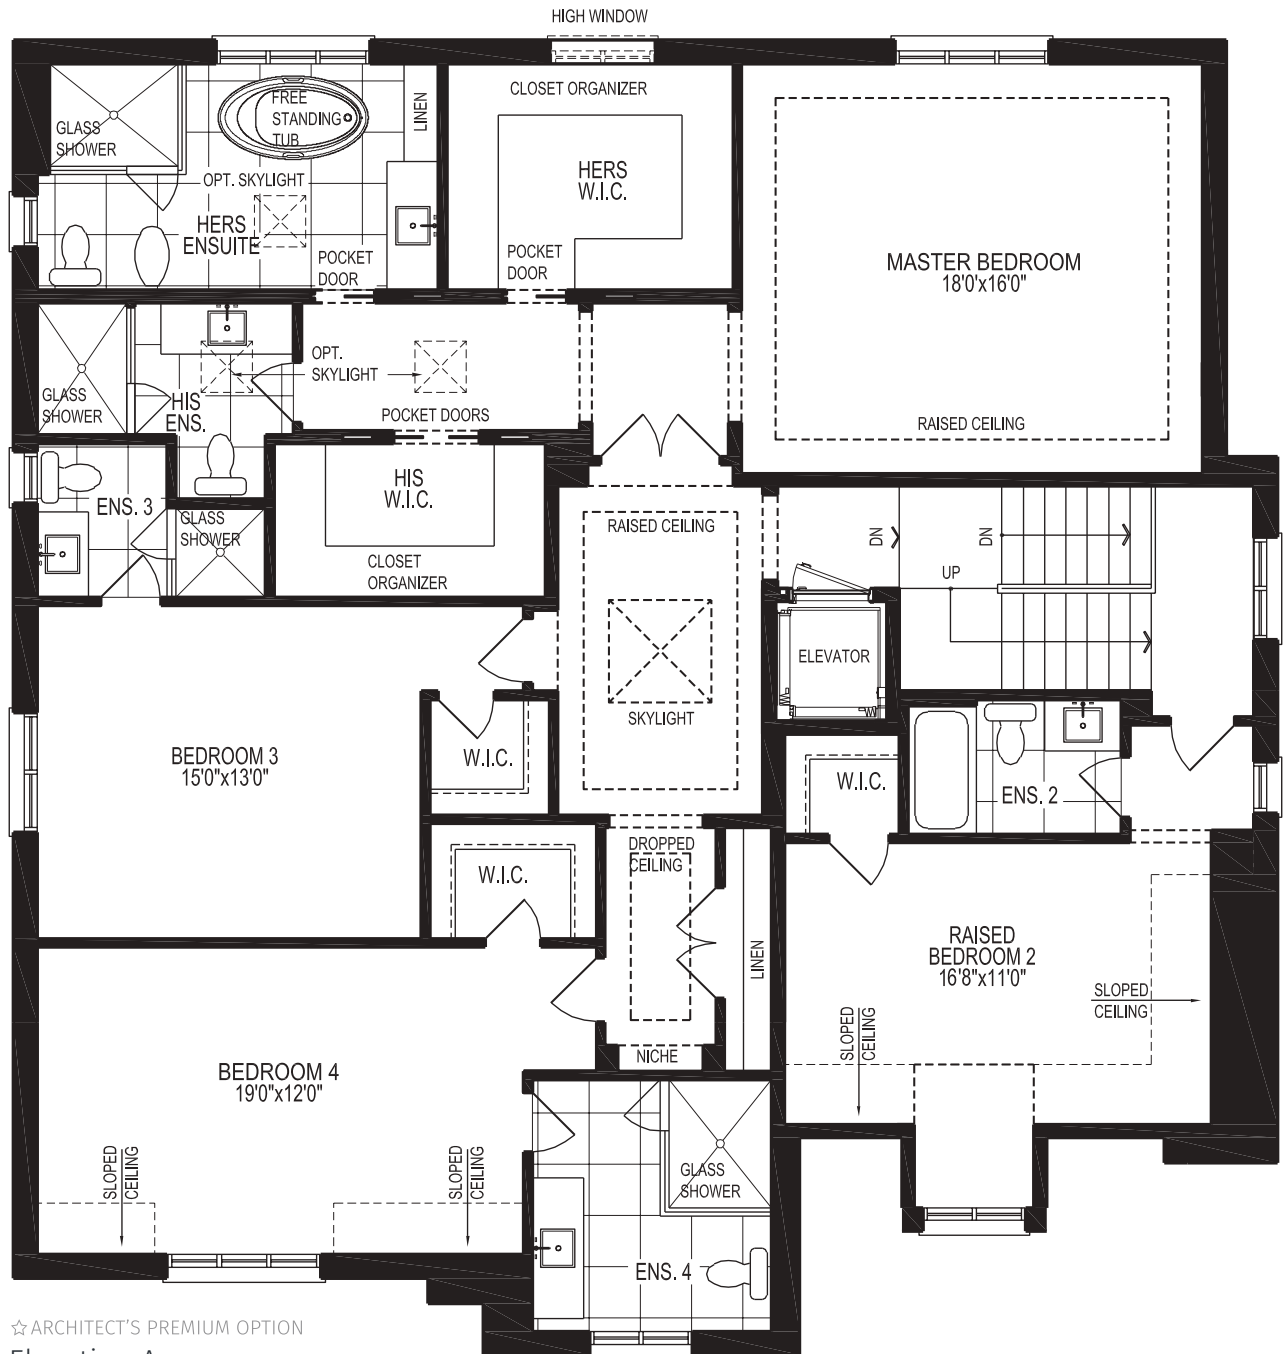 HIGH WINDOW
CLOSET ORGANIZER
FREE
STANDING
TUB
LINEN
GLASS
SHOWER
OPT. SKYLIGHT
HERS
W.I.C.
HERS
ENSUITE
POCKET
DOOR
POCKET
DOOR
MASTER BEDROOM
18'0'x16'0"
OPT.
SKYLIGHT
GLASS
SHOWER
HIS
ENS.
POCKET DOORS
RAISED CEILING
HIS
W.I.C.
ENS. 3
GLASS
SHOWER
CLOSET
ORGANIZER
RAISED CEILING
DN
DN
UP
ELEVATOR
SKYLIGHT
BEDROOM 3
15'0"x13'0"
W.I.C.
W.I.C.
ENS. 2
DROPPED
CEILING
W.I.C.
LINEN
RAISED
BEDROOM 2
16'8"x11'0"
SLOPED
CEILING
SLOPED
CEILING
NICHE
BEDROOM 4
19'0"x12'0"
SLOPED
CEILING
SLOPED
CEILING
GLASS
SHOWER
ENS. 4
☆ ARCHITECT'S PREMIUM OPTION
Elevation A